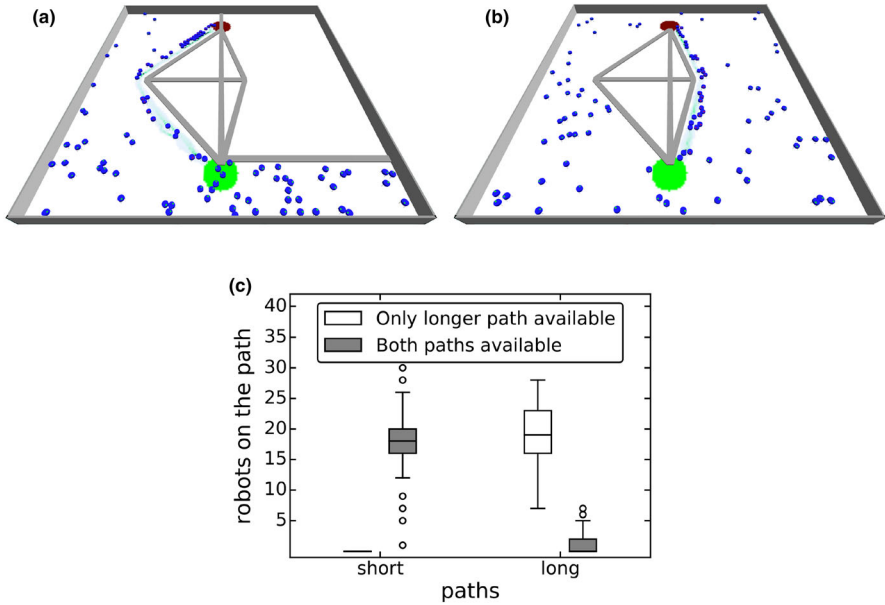 (a)
(b)
(c)
40
35
30
25
20
15
10
5
robots on the path
Only longer path available
Both paths available
short
long
paths